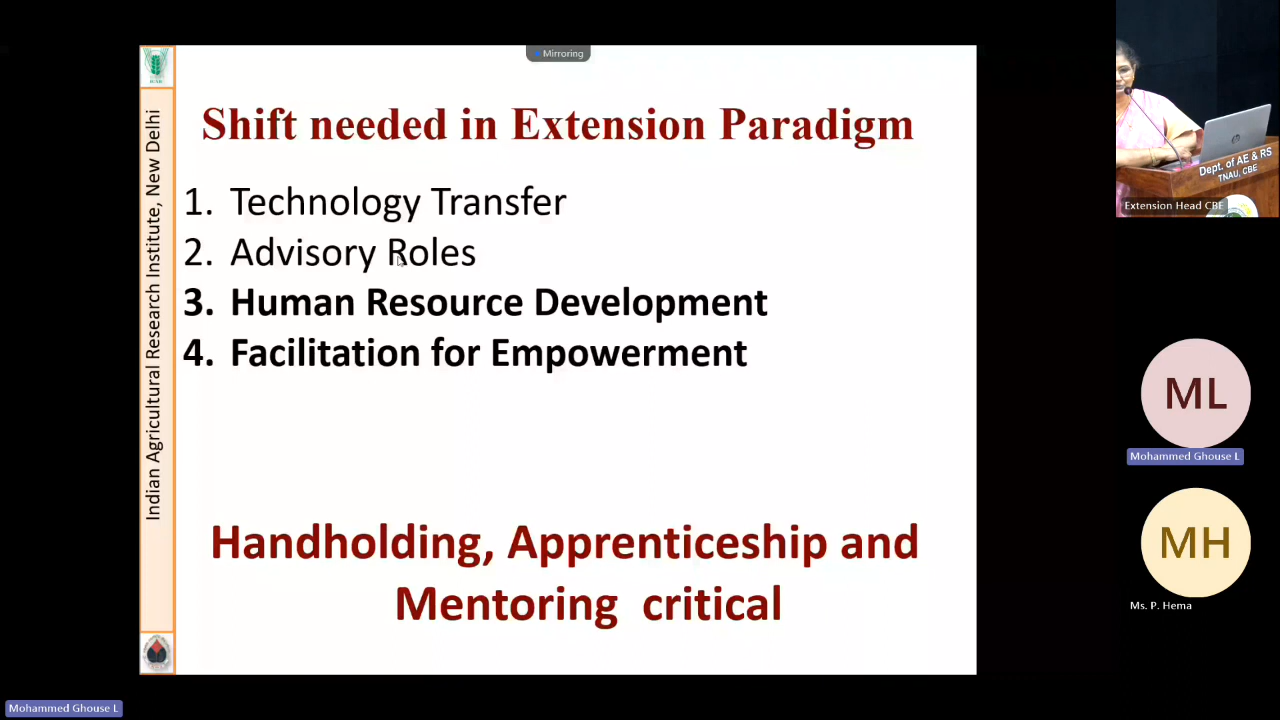 Mirroring
Indian Agricultural Research Institute, New Delhi
Shift needed in Extension Paradigm
1. Technology Transfer
2. Advisory Roles
3. Human Resource Development
4. Facilitation for Empowerment
Handholding, Apprenticeship and
Mentoring critical
Dept. of AE & RS
TNAU, CBE
Extension Head CBE
ML
Mohammed Ghouse L
MH
Ms. P. Hema
Mohammed Ghouse L